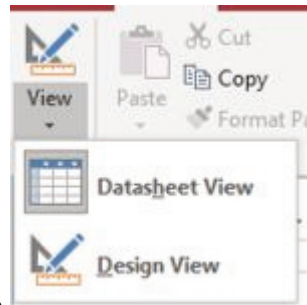 Cut
Copy
View
Paste
Format Pa
Datasheet View
Design View